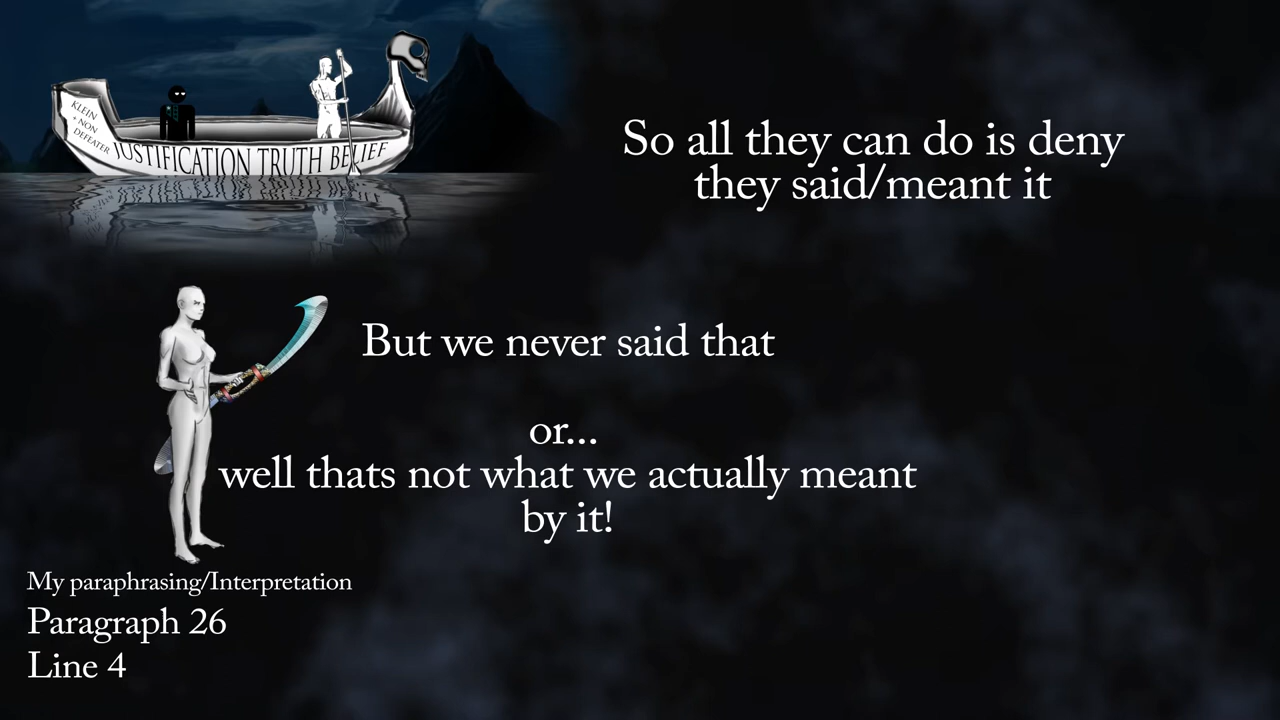 KLEIN
+ NON
DEFEATER
JUSTIFICATION TRUTH BELIEF
So all they can do is deny
they said/meant it
But we never said that
or...
well thats not what we actually meant
by it!
My paraphrasing/Interpretation
Paragraph 26
Line 4